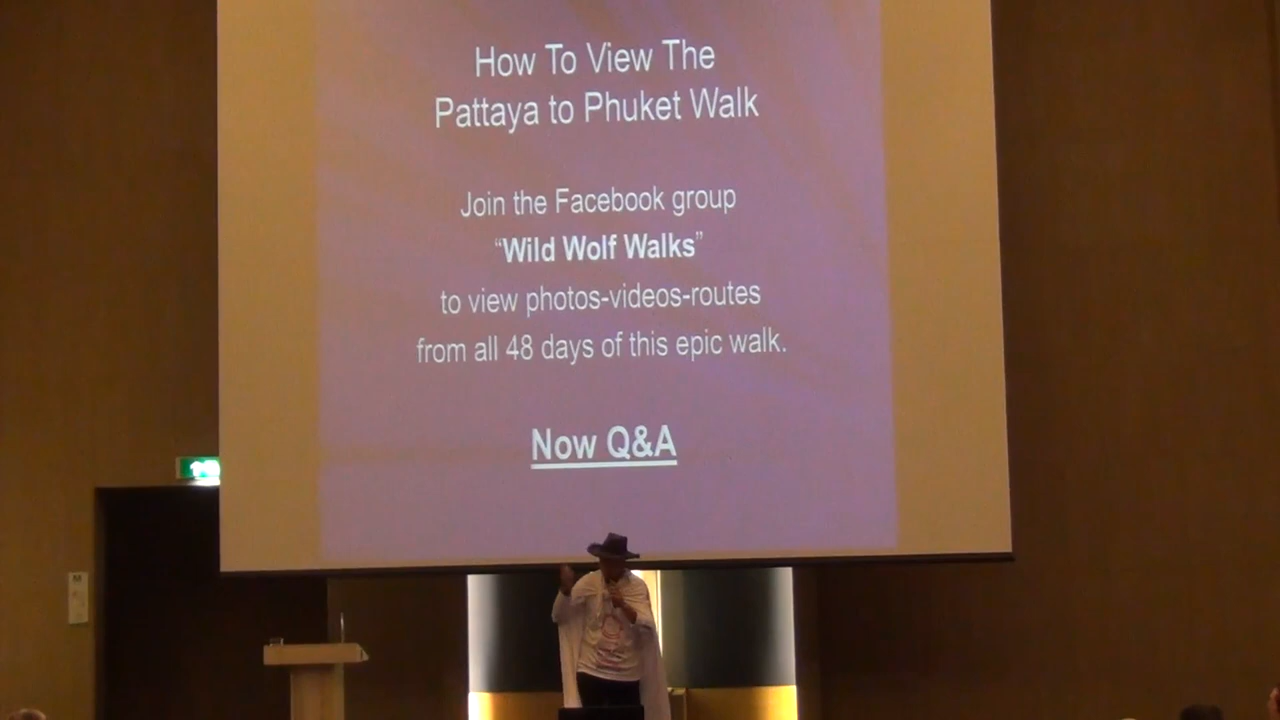 How To View The
Pattaya to Phuket Walk
Join the Facebook group
“Wild Wolf Walks”
to view photos-videos-routes
from all 48 days of this epic walk.
Now Q&A
M